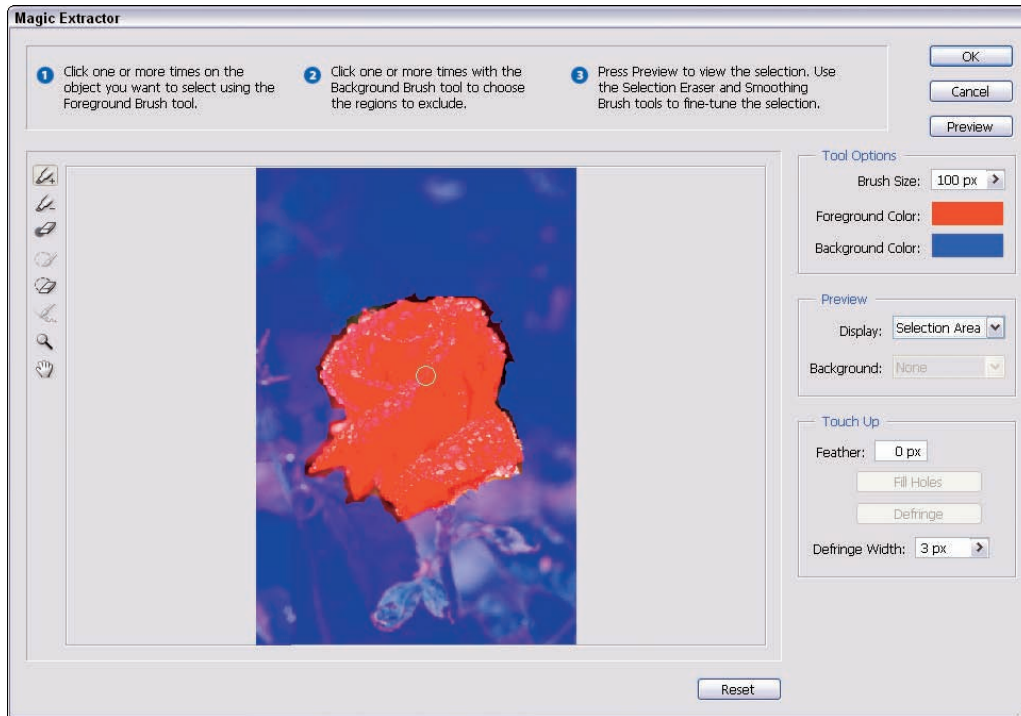 Magic Extractor
1 Click one or more times on the
object you want to select using the
Foreground Brush tool.
2 Click one or more times with the
Background Brush tool to choose
the regions to exclude.
3 Press Preview to view the selection. Use
the Selection Eraser and Smoothing
Brush tools to fine-tune the selection.
OK
Cancel
Preview
Tool Options
Brush Size: 100 px
Foreground Color:
Background Color:
Preview
Display: Selection Area
Background: None
Touch Up
Feather: 0 px
Fill Holes
Defringe
Defringe Width: 3 px
Reset